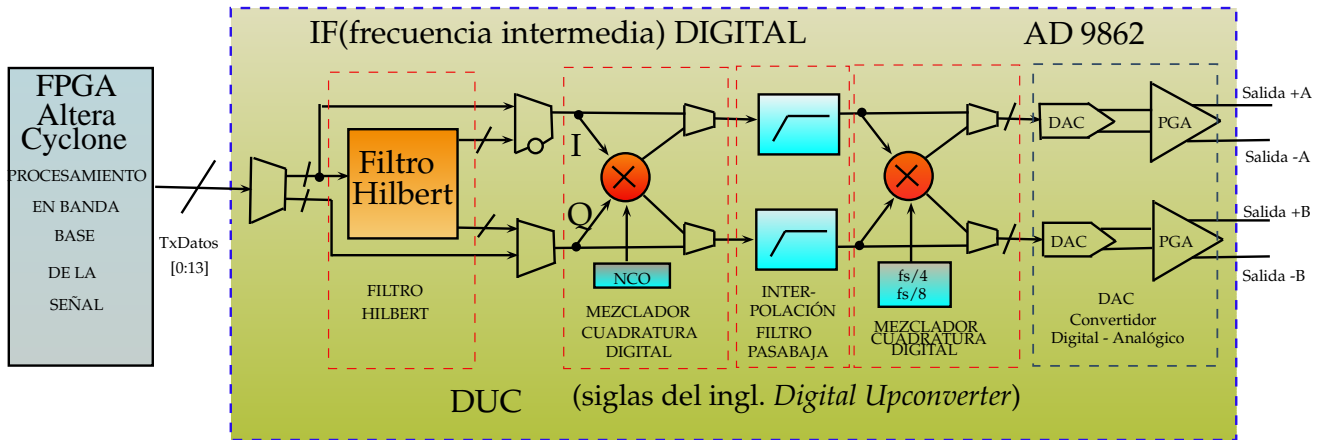 IF(frecuencia intermedia) DIGITAL
AD 9862
FPGA
Altera
Cyclone
PROCESAMIENTO
EN BANDA
BASE
DE LA
SEÑAL
TxDatos
[0:13]
Filtro
Hilbert
FILTRO
HILBERT
I
Q
NCO
MEZCLADOR
CUADRATURA
DIGITAL
INTER-
POLACIÓN
FILTRO
PASABAJA
fs/4
fs/8
MEZCLADOR
CUADRATURA
DIGITAL
DAC
PGA
DAC
PGA
DAC
Convertidor
Digital - Analógico
Salida +A
Salida -A
Salida +B
Salida -B
DUC
(siglas del ingl. Digital Upconverter)